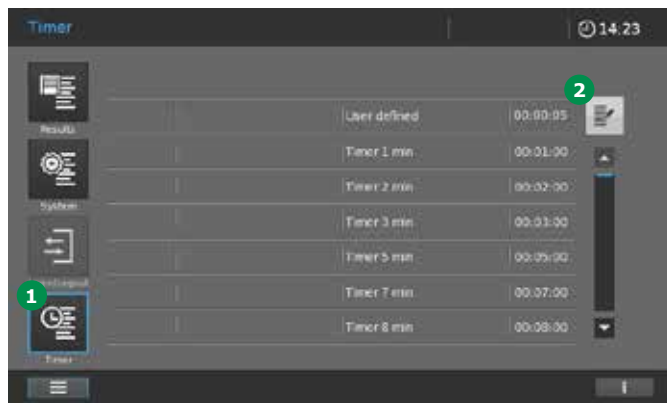 Timer
14:23
2
Results
User defined 00:00:05
Timer 1 min 00:01:00
System
Timer 2 min 00:02:00
Timer 3 min 00:03:00
Timer 5 min 00:05:00
1
Timer 7 min 00:07:00
Timer 8 min 00:08:00
Timer
i